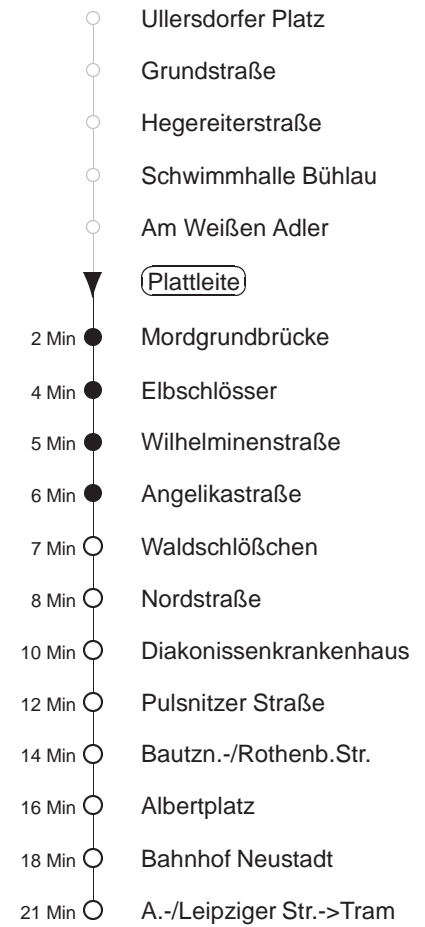 Ullersdorfer Platz
Grundstraße
Hegereiterstraße
Schwimmhalle Bühlau
Am Weißen Adler
Plattleite
2 Min Mordgrundbrücke
4 Min Elbschlösser
5 Min Wilhelminenstraße
6 Min Angelikastraße
7 Min Waldschlößchen
8 Min Nordstraße
10 Min Diakonissenkrankenhaus
12 Min Pulsnitzer Straße
14 Min Bautzn.-/Rothenb.Str.
16 Min Albertplatz
18 Min Bahnhof Neustadt
21 Min A.-/Leipziger Str.->Tram